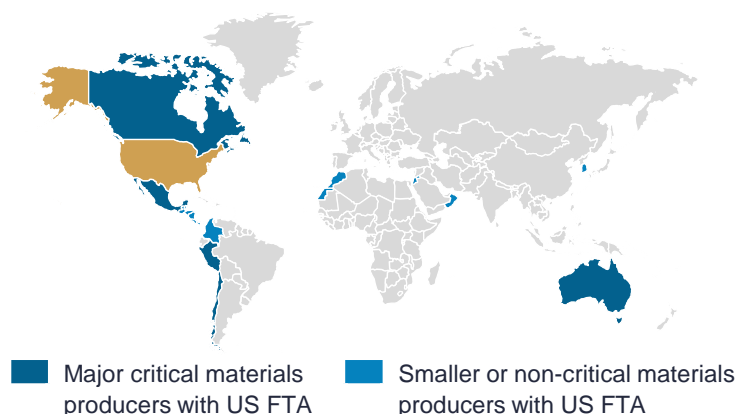 Major critical materials
producers with US FTA
Smaller or non-critical materials
producers with US FTA